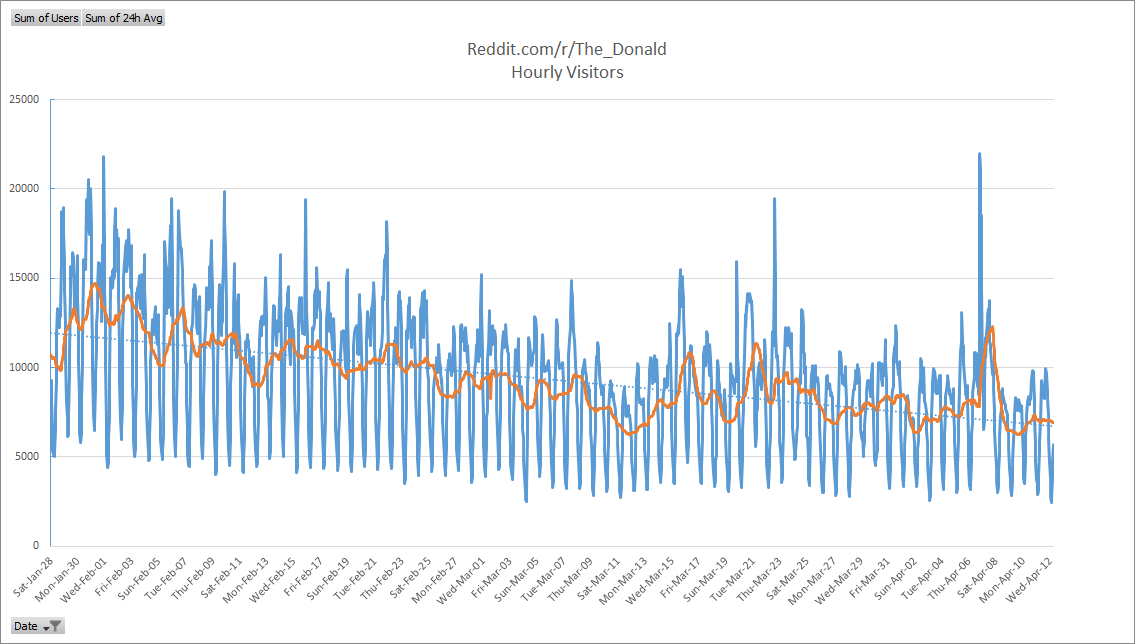 Sum of Users Sum of 24h Avg
Reddit.com/r/The_Donald
Hourly Visitors
25000
20000
15000
10000
5000
0
Sat-Jan-28
Mon-Jan-30
Wed-Feb-01
Fri-Feb-03
Sun-Feb-05
Tue-Feb-07
Thu-Feb-09
Sat-Feb-11
Mon-Feb-13
Wed-Feb-15
Fri-Feb-17
Sun-Feb-19
Tue-Feb-21
Thu-Feb-23
Sat-Feb-25
Mon-Feb-27
Wed-Mar-01
Fri-Mar-03
Sun-Mar-05
Tue-Mar-07
Thu-Mar-09
Sat-Mar-11
Mon-Mar-13
Wed-Mar-15
Fri-Mar-17
Sun-Mar-19
Tue-Mar-21
Thu-Mar-23
Sat-Mar-25
Mon-Mar-27
Wed-Mar-29
Fri-Mar-31
Sun-Apr-02
Tue-Apr-04
Thu-Apr-06
Sat-Apr-08
Mon-Apr-10
Wed-Apr-12
Date